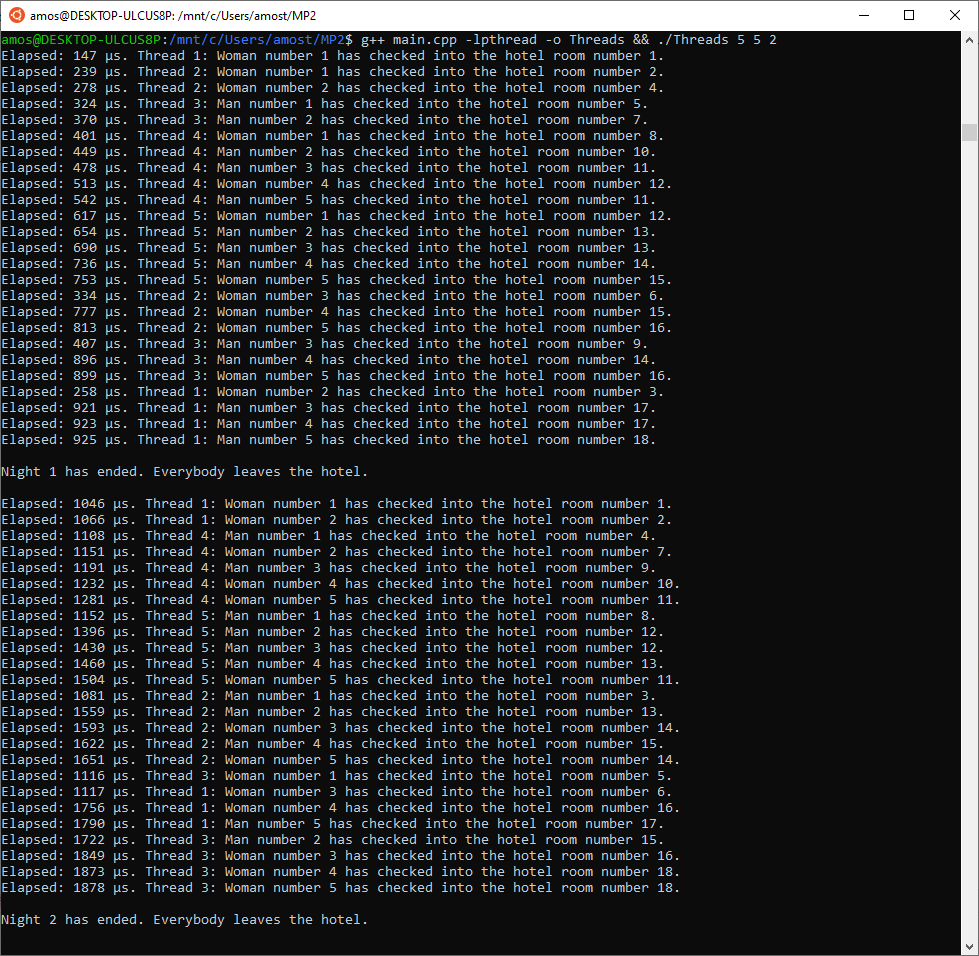 amos@DESKTOP-ULCUS8P: /mnt/c/Users/amost/MP2
amos@DESKTOP-ULCUS8P:/mnt/c/Users/amost/MP2$ g++ main.cpp -lpthread -o Threads && ./Threads 5 5 2
Elapsed: 147 µs. Thread 1: Woman number 1 has checked into the hotel room number 1.
Elapsed: 239 µs. Thread 2: Woman number 1 has checked into the hotel room number 2.
Elapsed: 278 µs. Thread 2: Woman number 2 has checked into the hotel room number 4.
Elapsed: 324 µs. Thread 3: Man number 1 has checked into the hotel room number 5.
Elapsed: 370 µs. Thread 3: Man number 2 has checked into the hotel room number 7.
Elapsed: 401 µs. Thread 4: Woman number 1 has checked into the hotel room number 8.
Elapsed: 449 µs. Thread 4: Man number 2 has checked into the hotel room number 10.
Elapsed: 478 µs. Thread 4: Man number 3 has checked into the hotel room number 11.
Elapsed: 513 µs. Thread 4: Woman number 4 has checked into the hotel room number 12.
Elapsed: 542 µs. Thread 4: Man number 5 has checked into the hotel room number 11.
Elapsed: 617 µs. Thread 5: Woman number 1 has checked into the hotel room number 12.
Elapsed: 654 µs. Thread 5: Man number 2 has checked into the hotel room number 13.
Elapsed: 690 µs. Thread 5: Man number 3 has checked into the hotel room number 13.
Elapsed: 736 µs. Thread 5: Man number 4 has checked into the hotel room number 14.
Elapsed: 753 µs. Thread 5: Woman number 5 has checked into the hotel room number 15.
Elapsed: 334 µs. Thread 2: Woman number 3 has checked into the hotel room number 6.
Elapsed: 777 µs. Thread 2: Woman number 4 has checked into the hotel room number 15.
Elapsed: 813 µs. Thread 2: Woman number 5 has checked into the hotel room number 16.
Elapsed: 407 µs. Thread 3: Man number 3 has checked into the hotel room number 9.
Elapsed: 896 µs. Thread 3: Man number 4 has checked into the hotel room number 14.
Elapsed: 899 µs. Thread 3: Woman number 5 has checked into the hotel room number 16.
Elapsed: 258 µs. Thread 1: Woman number 2 has checked into the hotel room number 3.
Elapsed: 921 µs. Thread 1: Man number 3 has checked into the hotel room number 17.
Elapsed: 923 µs. Thread 1: Man number 4 has checked into the hotel room number 17.
Elapsed: 925 µs. Thread 1: Man number 5 has checked into the hotel room number 18.
Night 1 has ended. Everybody leaves the hotel.
Elapsed: 1046 µs. Thread 1: Woman number 1 has checked into the hotel room number 1.
Elapsed: 1066 µs. Thread 1: Woman number 2 has checked into the hotel room number 2.
Elapsed: 1108 µs. Thread 4: Man number 1 has checked into the hotel room number 4.
Elapsed: 1151 µs. Thread 4: Woman number 2 has checked into the hotel room number 7.
Elapsed: 1191 µs. Thread 4: Man number 3 has checked into the hotel room number 9.
Elapsed: 1232 µs. Thread 4: Woman number 4 has checked into the hotel room number 10.
Elapsed: 1281 µs. Thread 4: Woman number 5 has checked into the hotel room number 11.
Elapsed: 1152 µs. Thread 5: Man number 1 has checked into the hotel room number 8.
Elapsed: 1396 µs. Thread 5: Man number 2 has checked into the hotel room number 12.
Elapsed: 1430 µs. Thread 5: Man number 3 has checked into the hotel room number 12.
Elapsed: 1460 µs. Thread 5: Man number 4 has checked into the hotel room number 13.
Elapsed: 1504 µs. Thread 5: Woman number 5 has checked into the hotel room number 11.
Elapsed: 1081 µs. Thread 2: Man number 1 has checked into the hotel room number 3.
Elapsed: 1559 µs. Thread 2: Man number 2 has checked into the hotel room number 13.
Elapsed: 1593 µs. Thread 2: Woman number 3 has checked into the hotel room number 14.
Elapsed: 1622 µs. Thread 2: Man number 4 has checked into the hotel room number 15.
Elapsed: 1651 µs. Thread 2: Woman number 5 has checked into the hotel room number 14.
Elapsed: 1116 µs. Thread 3: Woman number 1 has checked into the hotel room number 5.
Elapsed: 1117 µs. Thread 1: Woman number 3 has checked into the hotel room number 6.
Elapsed: 1756 µs. Thread 1: Woman number 4 has checked into the hotel room number 16.
Elapsed: 1790 µs. Thread 1: Man number 5 has checked into the hotel room number 17.
Elapsed: 1722 µs. Thread 3: Man number 2 has checked into the hotel room number 15.
Elapsed: 1849 µs. Thread 3: Woman number 3 has checked into the hotel room number 16.
Elapsed: 1873 µs. Thread 3: Woman number 4 has checked into the hotel room number 18.
Elapsed: 1878 µs. Thread 3: Woman number 5 has checked into the hotel room number 18.
Night 2 has ended. Everybody leaves the hotel.